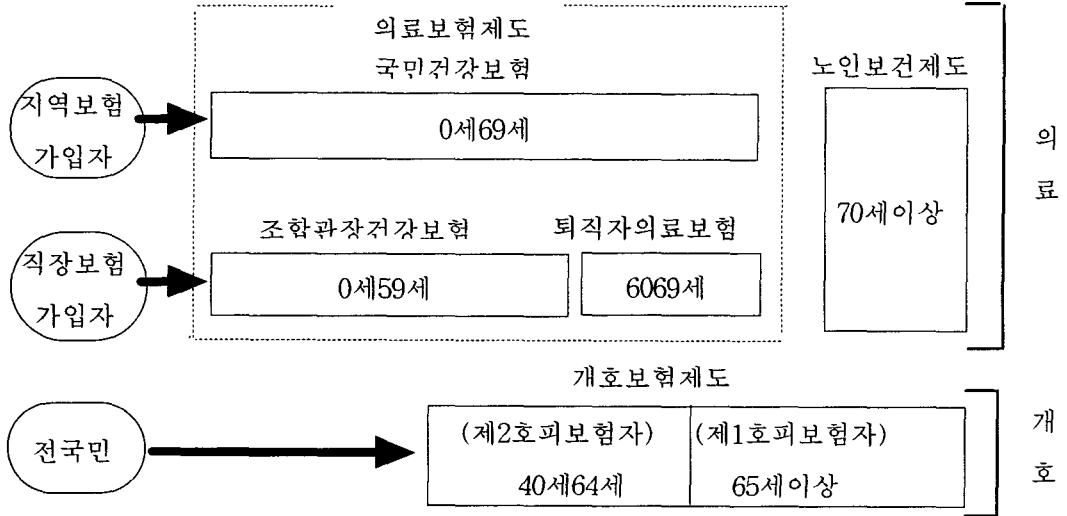 의료보험제도
국민건강보험
노인보건제도
지역보험
가입자
0세69세
의
료
70세이상
조합관장건강보험
퇴직자의료보험
직장보험
가입자
0세59세
6069세
개호보험제도
전국민
(제2호피보험자)
(제1호피보험자)
40세64세
65세이상
개
호